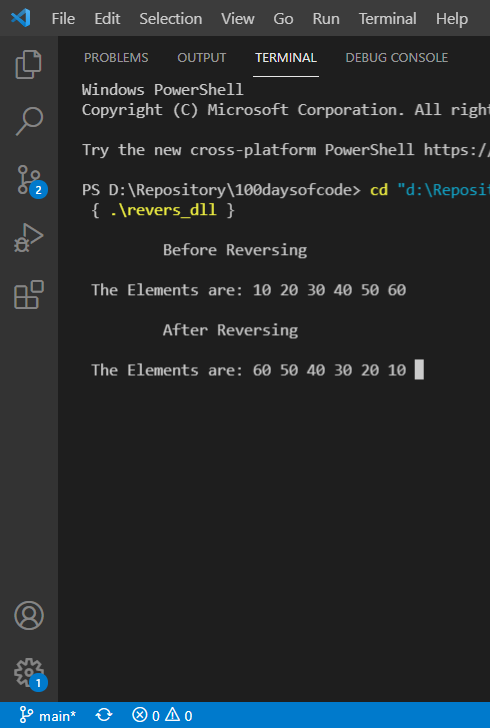 File Edit Selection View Go Run Terminal Help
PROBLEMS OUTPUT TERMINAL DEBUG CONSOLE
Windows PowerShell
Copyright (C) Microsoft Corporation. All righ
Try the new cross-platform PowerShell https:/
PS D:\Repository\100daysofcode> cd "d:\Reposit
{ .\revers_dll }
Before Reversing
The Elements are: 10 20 30 40 50 60
After Reversing
The Elements are: 60 50 40 30 20 10
2
1
main* 0 0